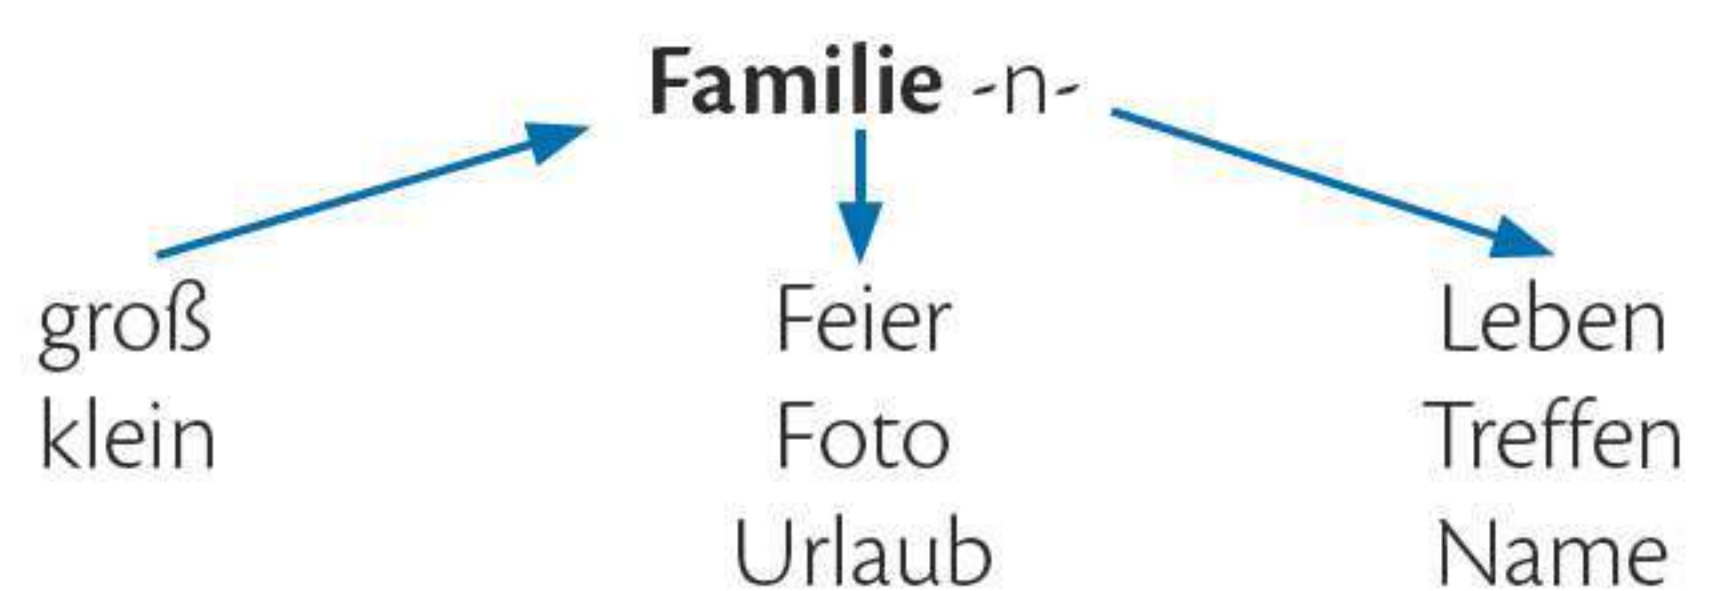 Familie -n-
groß Feier Leben
klein Foto Treffen
Urlaub Name